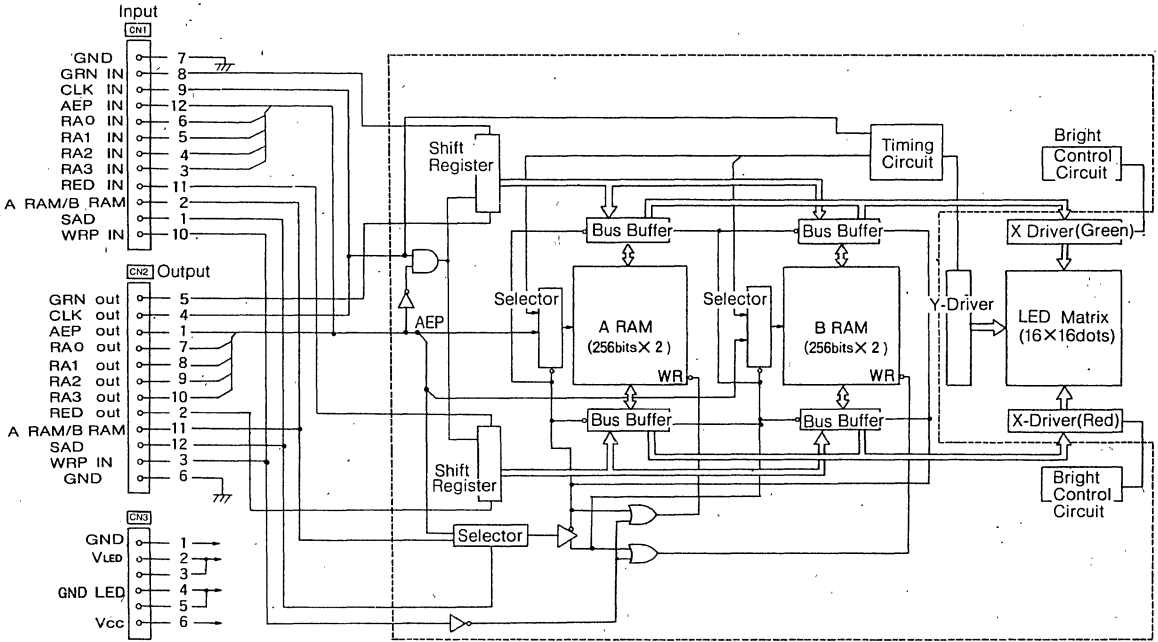 Input
CN1
GND 7
GRN IN 8
CLK IN 9
AEP IN 12
RA0 IN 6
RA1 IN 5
RA2 IN 4
RA3 IN 3
RED IN 11
A RAM/B RAM 2
SAD 1
WRP IN 10
CN2 Output
GRN out 5
CLK out 4
AEP out 1
RA0 out 7
RA1 out 8
RA2 out 9
RA3 out 10
RED out 2
A RAM/B RAM 11
SAD 12
WRP IN 3
GND 6
CN3
GND 1
VLED 2
3
GND LED 4
5
Vcc 6
Shift
Register
Timing
Circuit
Bright
Control
Circuit
Bus Buffer
Bus Buffer
X Driver(Green)
Selector
A RAM
(256bits×2)
WR
Selector
B RAM
(256bits×2)
WR
Y-Driver
LED Matrix
(16×16dots)
AEP
Bus Buffer
Bus Buffer
X-Driver(Red)
Shift
Register
Bright
Control
Circuit
Selector